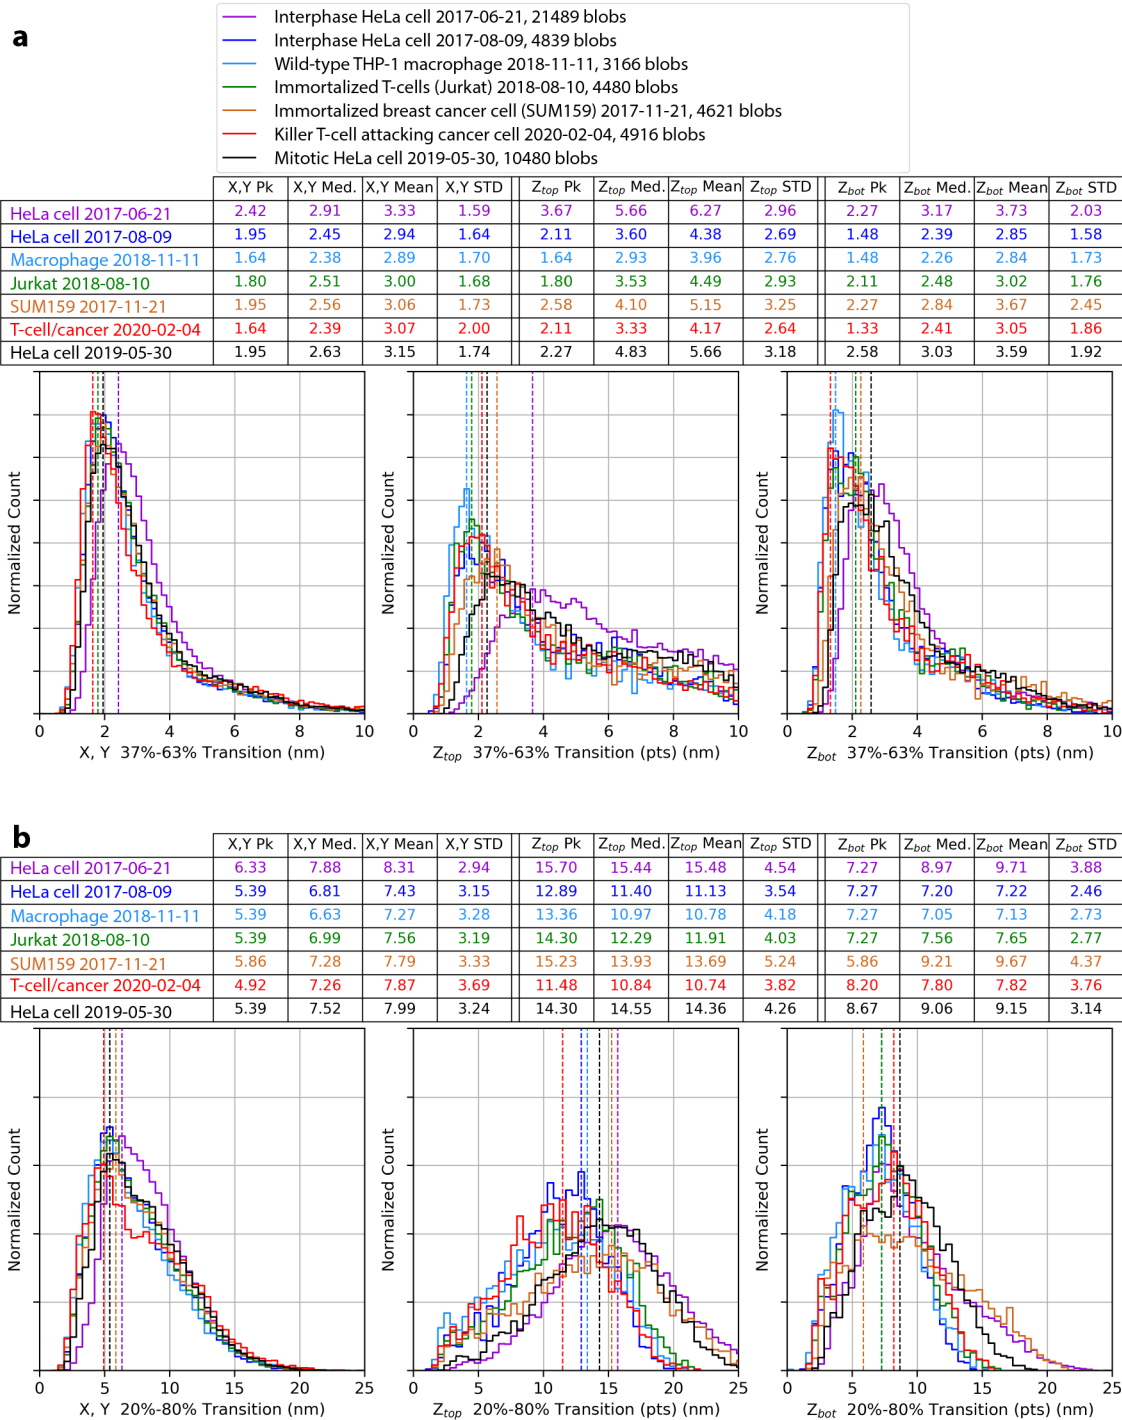 a
Interphase HeLa cell 2017-06-21, 21489 blobs
Interphase HeLa cell 2017-08-09, 4839 blobs
Wild-type THP-1 macrophage 2018-11-11, 3166 blobs
Immortalized T-cells (Jurkat) 2018-08-10, 4480 blobs
Immortalized breast cancer cell (SUM159) 2017-11-21, 4621 blobs
Killer T-cell attacking cancer cell 2020-02-04, 4916 blobs
Mitotic HeLa cell 2019-05-30, 10480 blobs
X,Y Pk X,Y Med. X,Y Mean X,Y STD Ztop Pk Ztop Med. Ztop Mean Ztop STD Zbot Pk Zbot Med. Zbot Mean Zbot STD
HeLa cell 2017-06-21 2.42 2.91 3.33 1.59 3.67 5.66 6.27 2.96 2.27 3.17 3.73 2.03
HeLa cell 2017-08-09 1.95 2.45 2.94 1.64 2.11 3.60 4.38 2.69 1.48 2.39 2.85 1.58
Macrophage 2018-11-11 1.64 2.38 2.89 1.70 1.64 2.93 3.96 2.76 1.48 2.26 2.84 1.73
Jurkat 2018-08-10 1.80 2.51 3.00 1.68 1.80 3.53 4.49 2.93 2.11 2.48 3.02 1.76
SUM159 2017-11-21 1.95 2.56 3.06 1.73 2.58 4.10 5.15 3.25 2.27 2.84 3.67 2.45
T-cell/cancer 2020-02-04 1.64 2.39 3.07 2.00 2.11 3.33 4.17 2.64 1.33 2.41 3.05 1.86
HeLa cell 2019-05-30 1.95 2.63 3.15 1.74 2.27 4.83 5.66 3.18 2.58 3.03 3.59 1.92
Normalized Count
0 2 4 6 8 10
X, Y 37%-63% Transition (nm)
Normalized Count
0 2 4 6 8 10
Ztop 37%-63% Transition (pts) (nm)
Normalized Count
0 2 4 6 8 10
Zbot 37%-63% Transition (pts) (nm)
b
X,Y Pk X,Y Med. X,Y Mean X,Y STD Ztop Pk Ztop Med. Ztop Mean Ztop STD Zbot Pk Zbot Med. Zbot Mean Zbot STD
HeLa cell 2017-06-21 6.33 7.88 8.31 2.94 15.70 15.44 15.48 4.54 7.27 8.97 9.71 3.88
HeLa cell 2017-08-09 5.39 6.81 7.43 3.15 12.89 11.40 11.13 3.54 7.27 7.20 7.22 2.46
Macrophage 2018-11-11 5.39 6.63 7.27 3.28 13.36 10.97 10.78 4.18 7.27 7.05 7.13 2.73
Jurkat 2018-08-10 5.39 6.99 7.56 3.19 14.30 12.29 11.91 4.03 7.27 7.56 7.65 2.77
SUM159 2017-11-21 5.86 7.28 7.79 3.33 15.23 13.93 13.69 5.24 5.86 9.21 9.67 4.37
T-cell/cancer 2020-02-04 4.92 7.26 7.87 3.69 11.48 10.84 10.74 3.82 8.20 7.80 7.82 3.76
HeLa cell 2019-05-30 5.39 7.52 7.99 3.24 14.30 14.55 14.36 4.26 8.67 9.06 9.15 3.14
Normalized Count
0 5 10 15 20 25
X, Y 20%-80% Transition (nm)
Normalized Count
0 5 10 15 20 25
Ztop 20%-80% Transition (pts) (nm)
Normalized Count
0 5 10 15 20 25
Zbot 20%-80% Transition (pts) (nm)